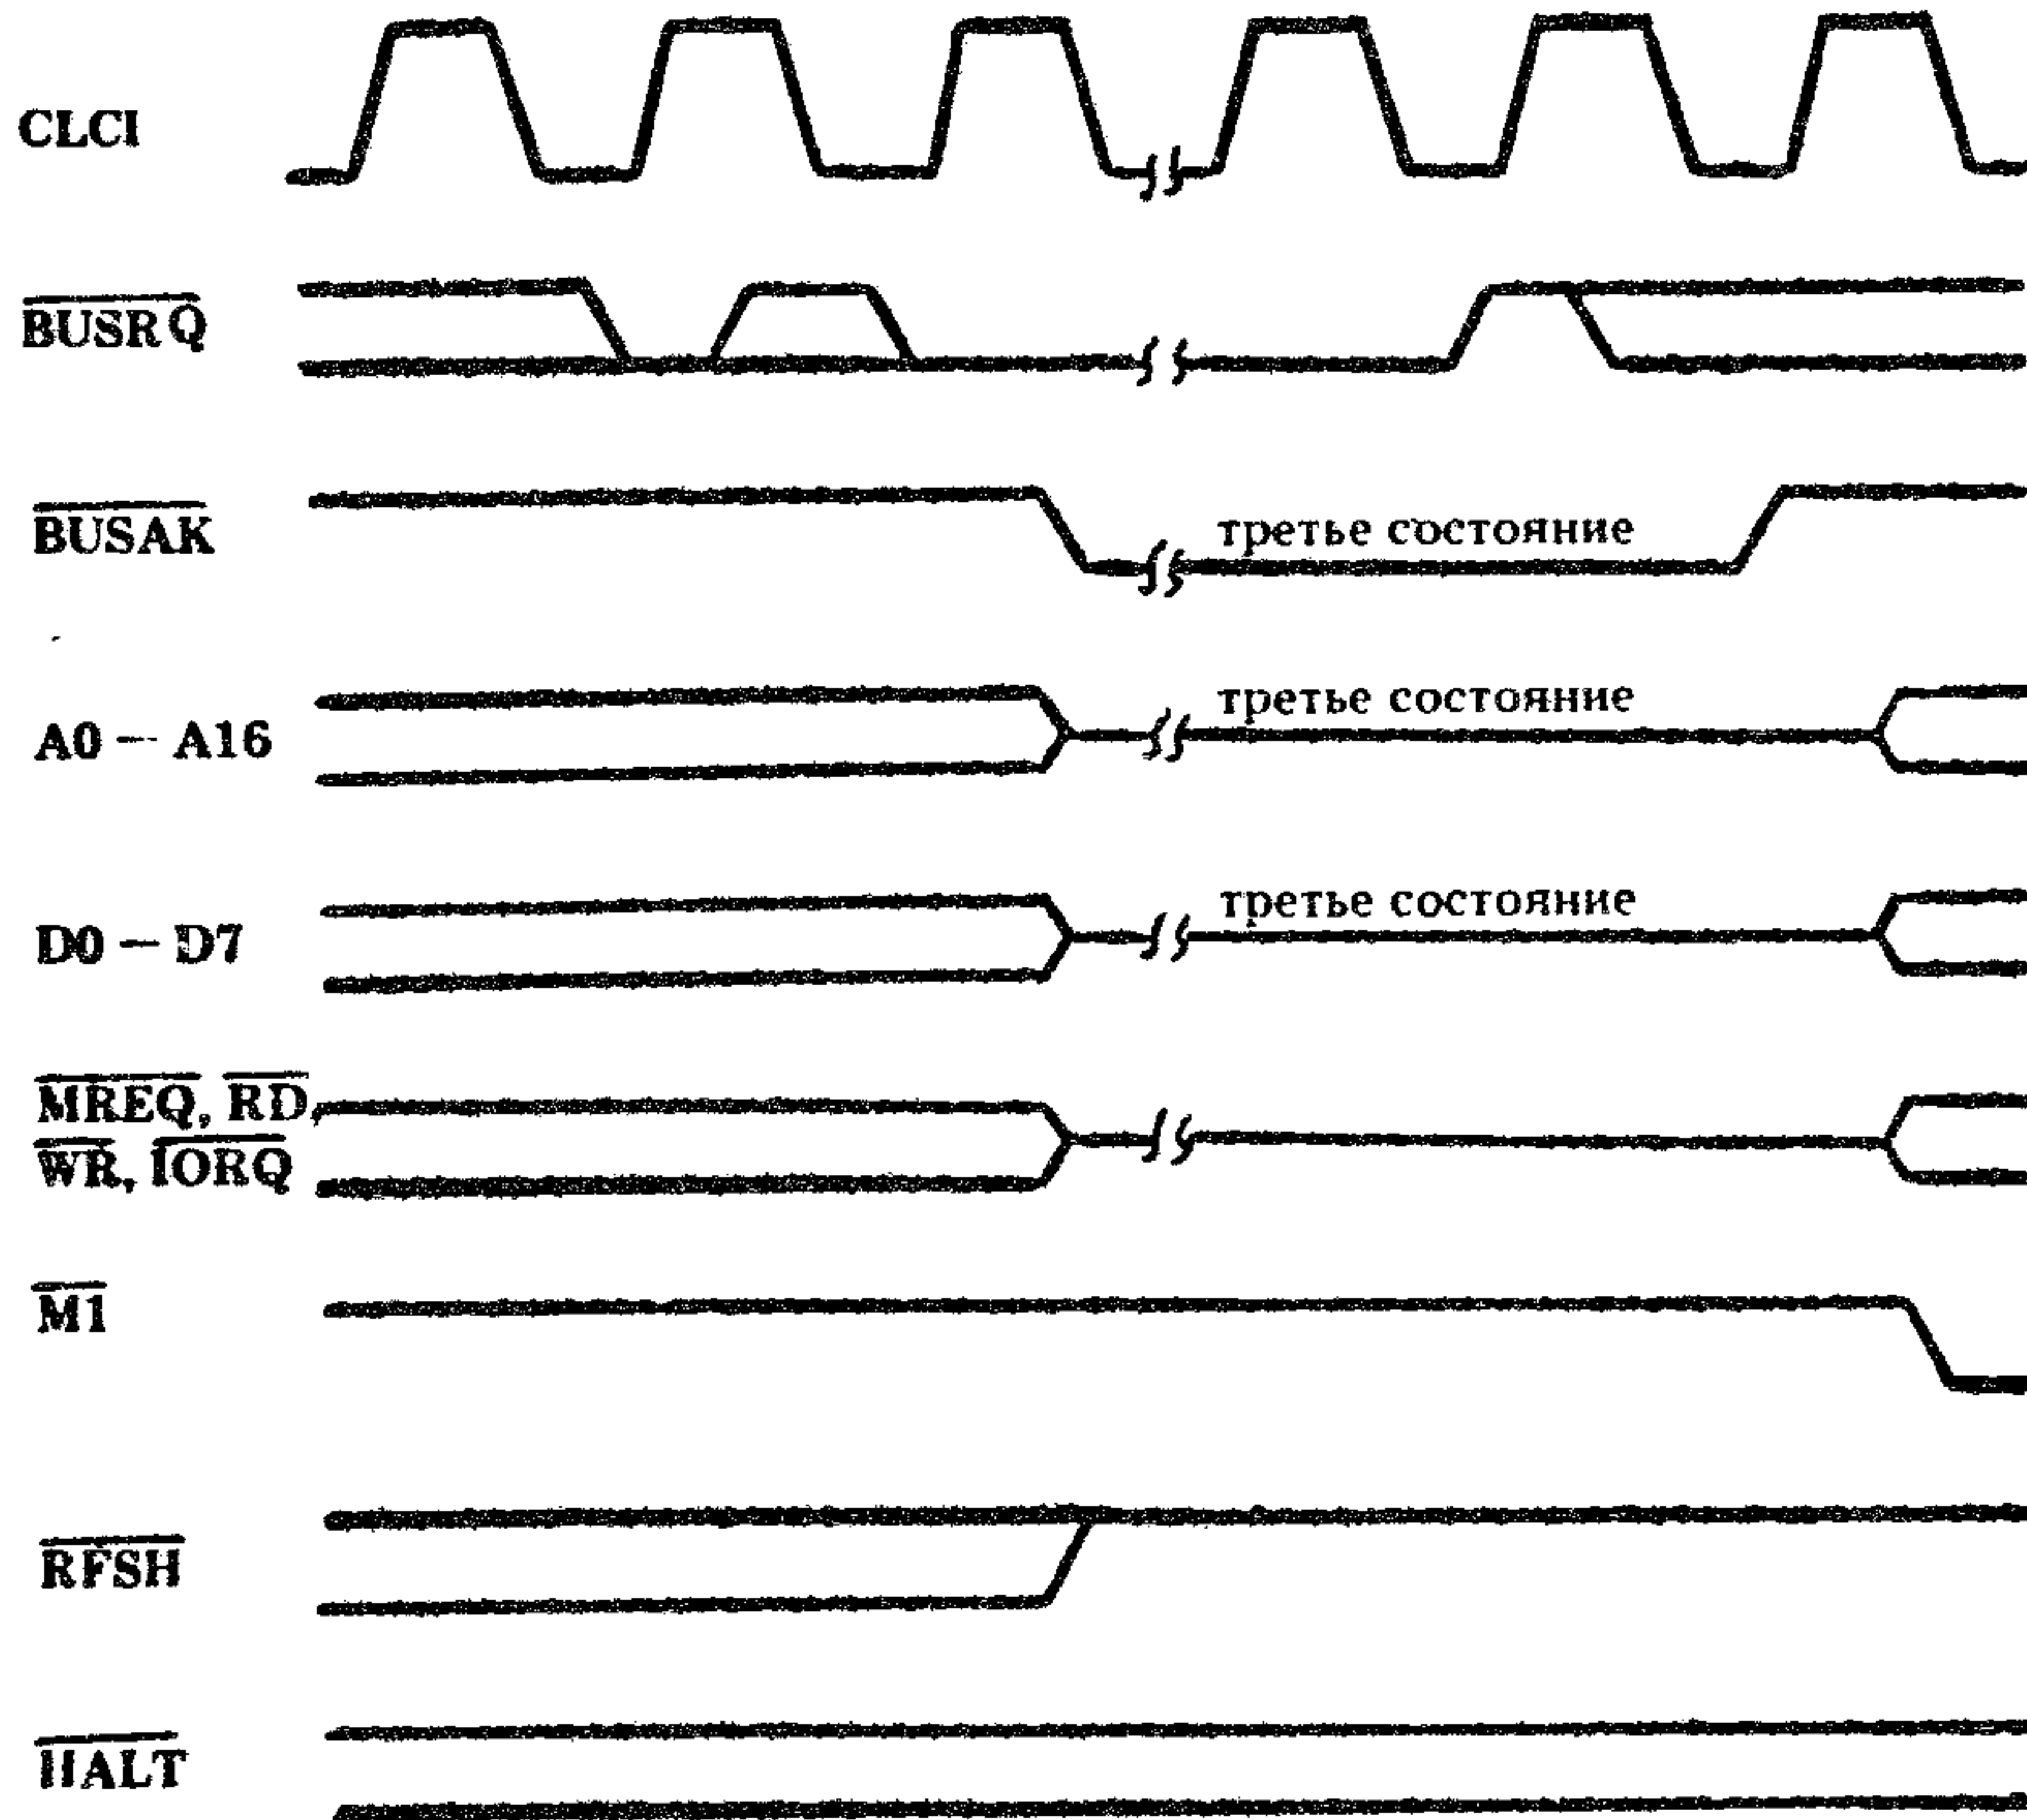 CLCI
BUSRQ
BUSAK
третье состояние
A0 — A16
третье состояние
D0 — D7
третье состояние
MREQ, RD,
WR, IORQ
M1
RFSH
HALT